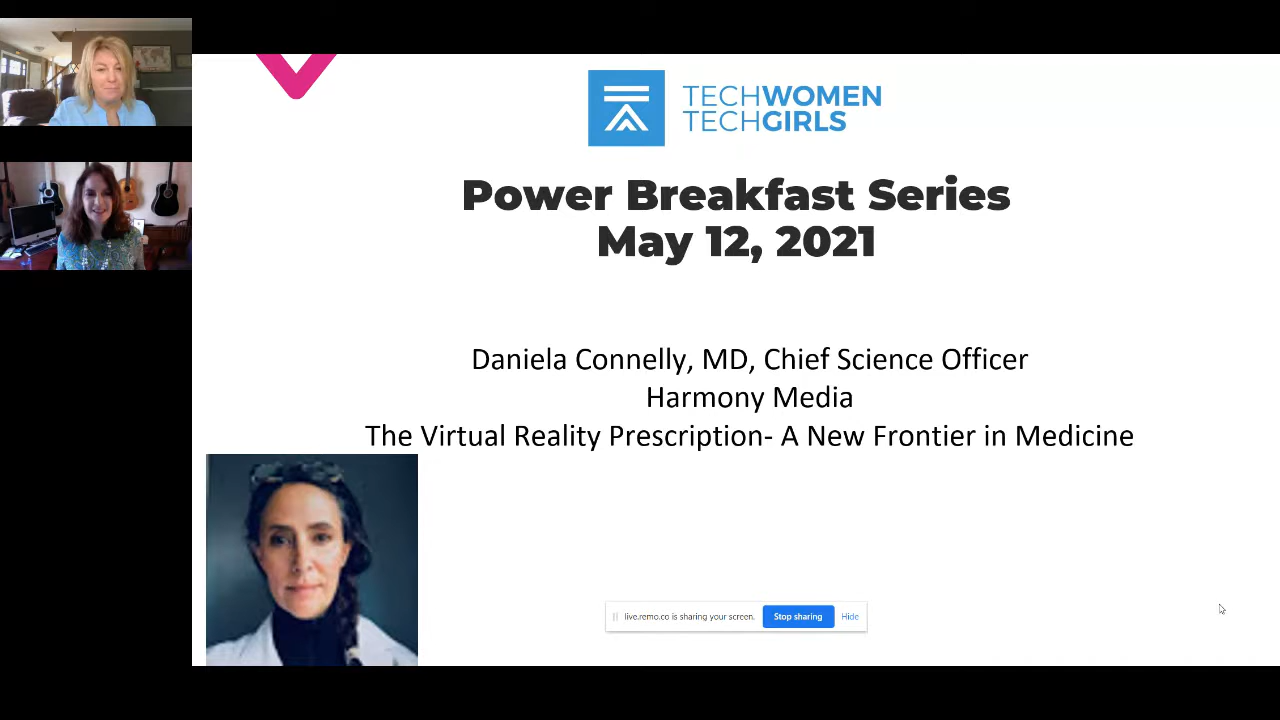 TECHWOMEN
TECHGIRLS
Power Breakfast Series
May 12, 2021
Daniela Connelly, MD, Chief Science Officer
Harmony Media
The Virtual Reality Prescription- A New Frontier in Medicine
live.remo.co is sharing your screen. Stop sharing Hide